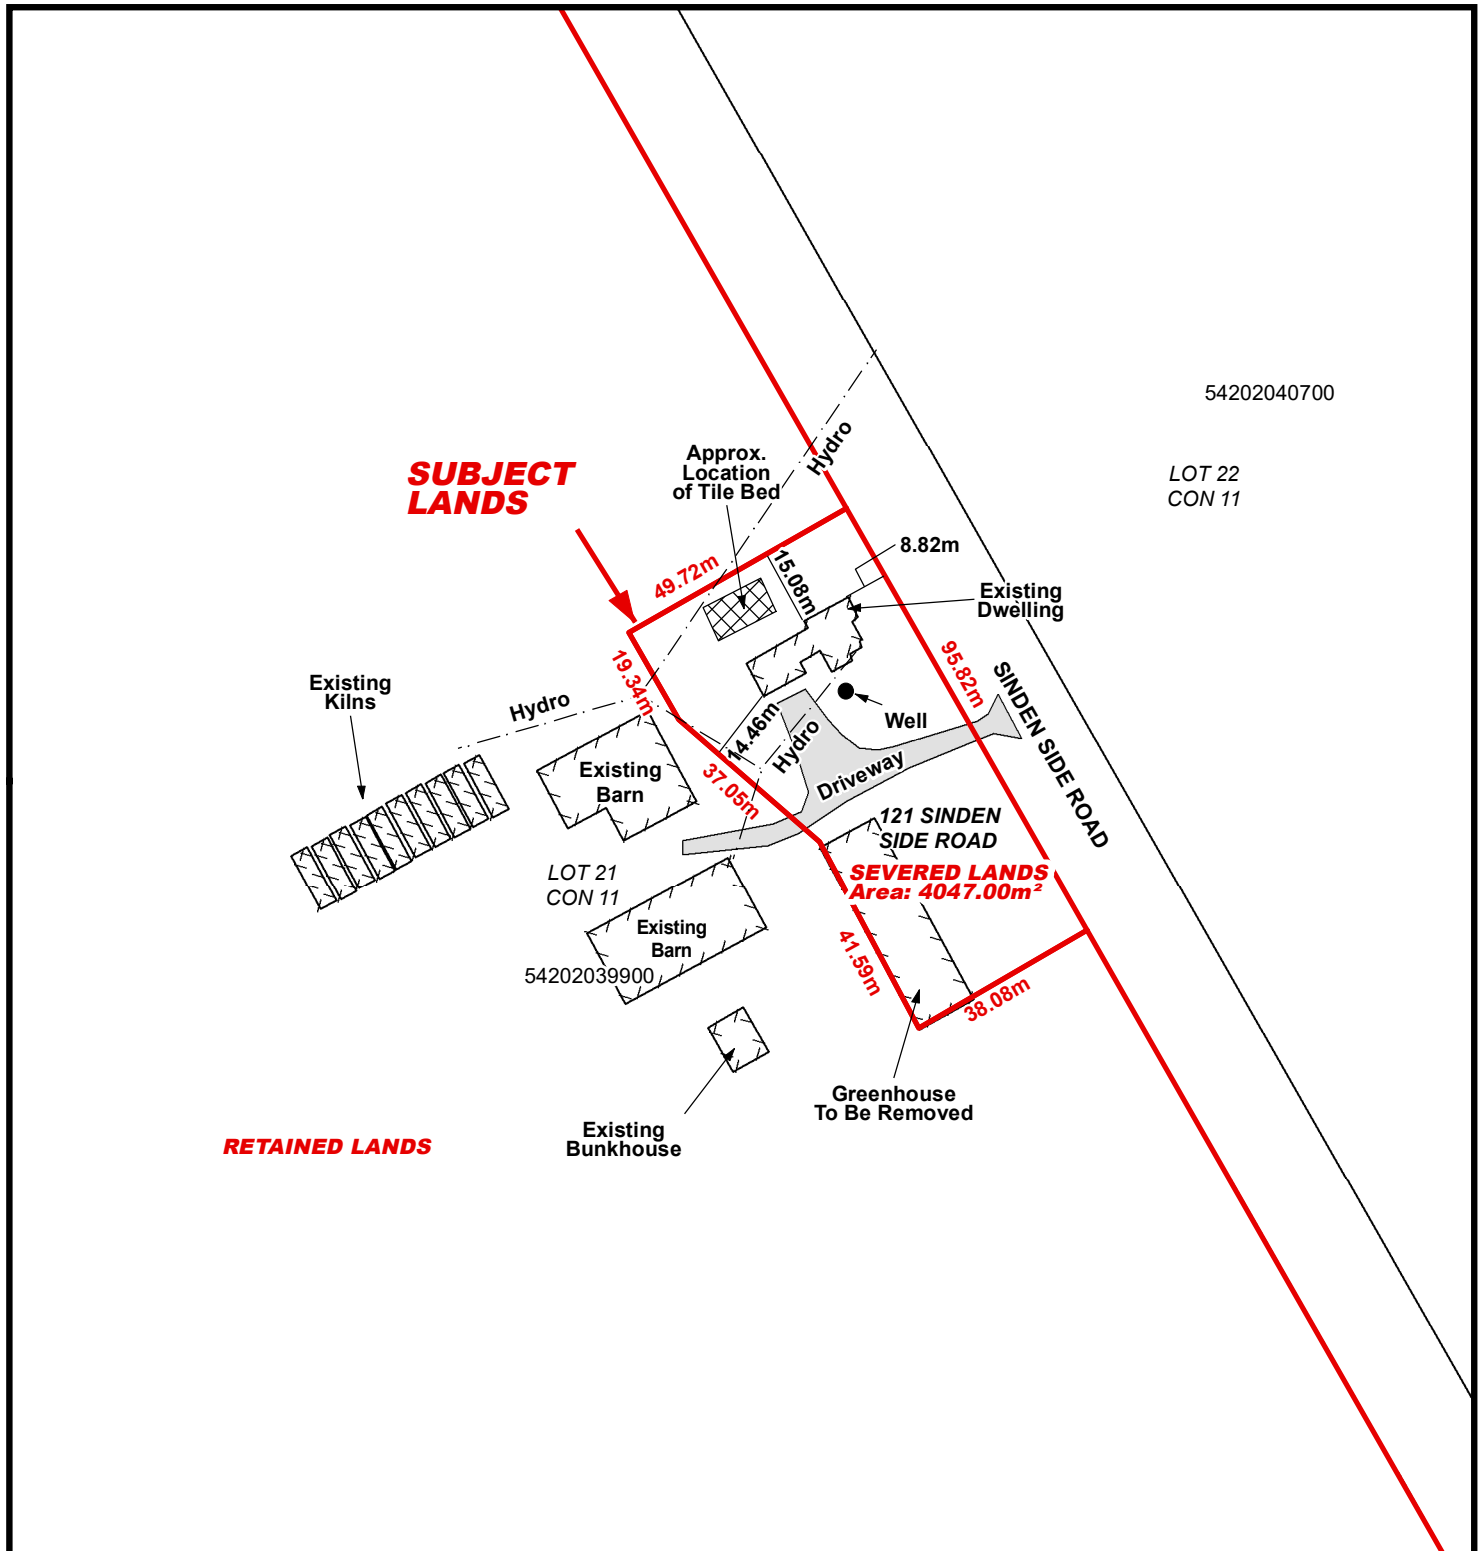 54202040700
Hydro
Approx.
Location
of Tile Bed
SUBJECT
LANDS
LOT 22
CON 11
8.82m
49.72m
15.08m
Existing
Dwelling
19.34m
95.82m
SINDEN SIDE ROAD
Existing
Kilns
Hydro
14.46m
Well
Hydro
Existing
Barn
37.05m
Driveway
121 SINDEN
SIDE ROAD
LOT 21
CON 11
SEVERED LANDS
Area: 4047.00m²
Existing
Barn
41.59m
54202039900
38.08m
Greenhouse
To Be Removed
Existing
Bunkhouse
RETAINED LANDS